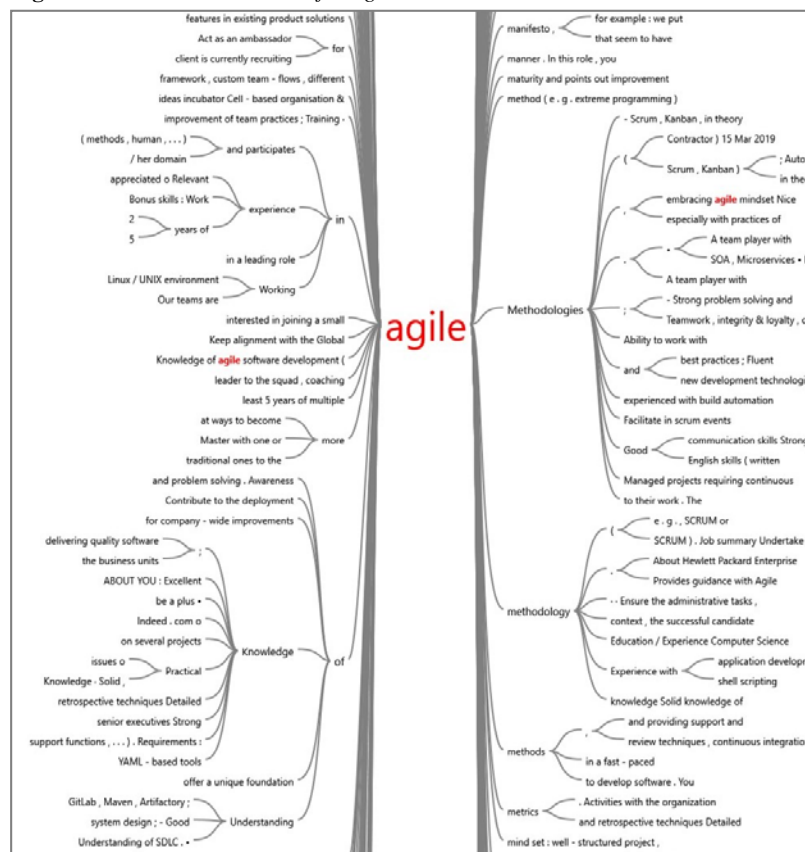 features in existing product solutions
Act as an ambassador
for
client is currently recruiting
framework , custom team - flows , different
ideas incubator Cell - based organisation &
improvement of team practices ; Training -
( methods , human , . . . )
and participates
/ her domain
appreciated o Relevant
Bonus skills : Work
experience
2
years of
5
in
in a leading role
Linux / UNIX environment
Working
Our teams are
interested in joining a small
Keep alignment with the Global
Knowledge of agile software development (
leader to the squad , coaching
least 5 years of multiple
at ways to become
Master with one or
more
traditional ones to the
and problem solving . Awareness
Contribute to the deployment
for company - wide improvements
delivering quality software
;
the business units
ABOUT YOU : Excellent
be a plus •
Indeed . com o
on several projects
Knowledge
of
issues o
Practical
Knowledge - Solid ,
retrospective techniques Detailed
senior executives Strong
support functions , . . . ) . Requirements :
YAML - based tools
offer a unique foundation
GitLab , Maven , Artifactory ;
system design ; - Good
Understanding
Understanding of SDLC . •
agile
manifesto ,
for example : we put
that seem to have
manner . In this role , you
maturity and points out improvement
method ( e . g . extreme programming )
Methodologies
- Scrum , Kanban , in theory
(
Contractor ) 15 Mar 2019
Scrum , Kanban )
; Auto
in the
,
embracing agile mindset Nice
especially with practices of
.
•
A team player with
SOA , Microservices •
A team player with
;
- Strong problem solving and
Teamwork , integrity & loyalty ,
Ability to work with
and
best practices ; Fluent
new development technologi
experienced with build automation
Facilitate in scrum events
Good
communication skills Strong
English skills ( written
Managed projects requiring continuous
to their work . The
methodology
(
e . g . , SCRUM or
SCRUM ) . Job summary Undertake
.
About Hewlett Packard Enterprise
Provides guidance with Agile
- - Ensure the administrative tasks ,
context , the successful candidate
Education / Experience Computer Science
Experience with
application developm
shell scripting
knowledge Solid knowledge of
methods
,
and providing support and
review techniques , continuous integration
in a fast - paced
to develop software . You
metrics
. Activities with the organization
and retrospective techniques Detailed
mind set : well - structured project ,